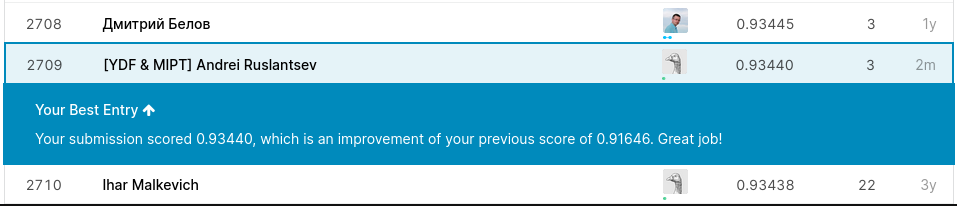 2708 Дмитрий Белов 0.93445 3 1y
2709 [YDF & MIPT] Andrei Ruslantsev 0.93440 3 2m
Your Best Entry ↑
Your submission scored 0.93440, which is an improvement of your previous score of 0.91646. Great job!
2710 Ihar Malkevich 0.93438 22 3y